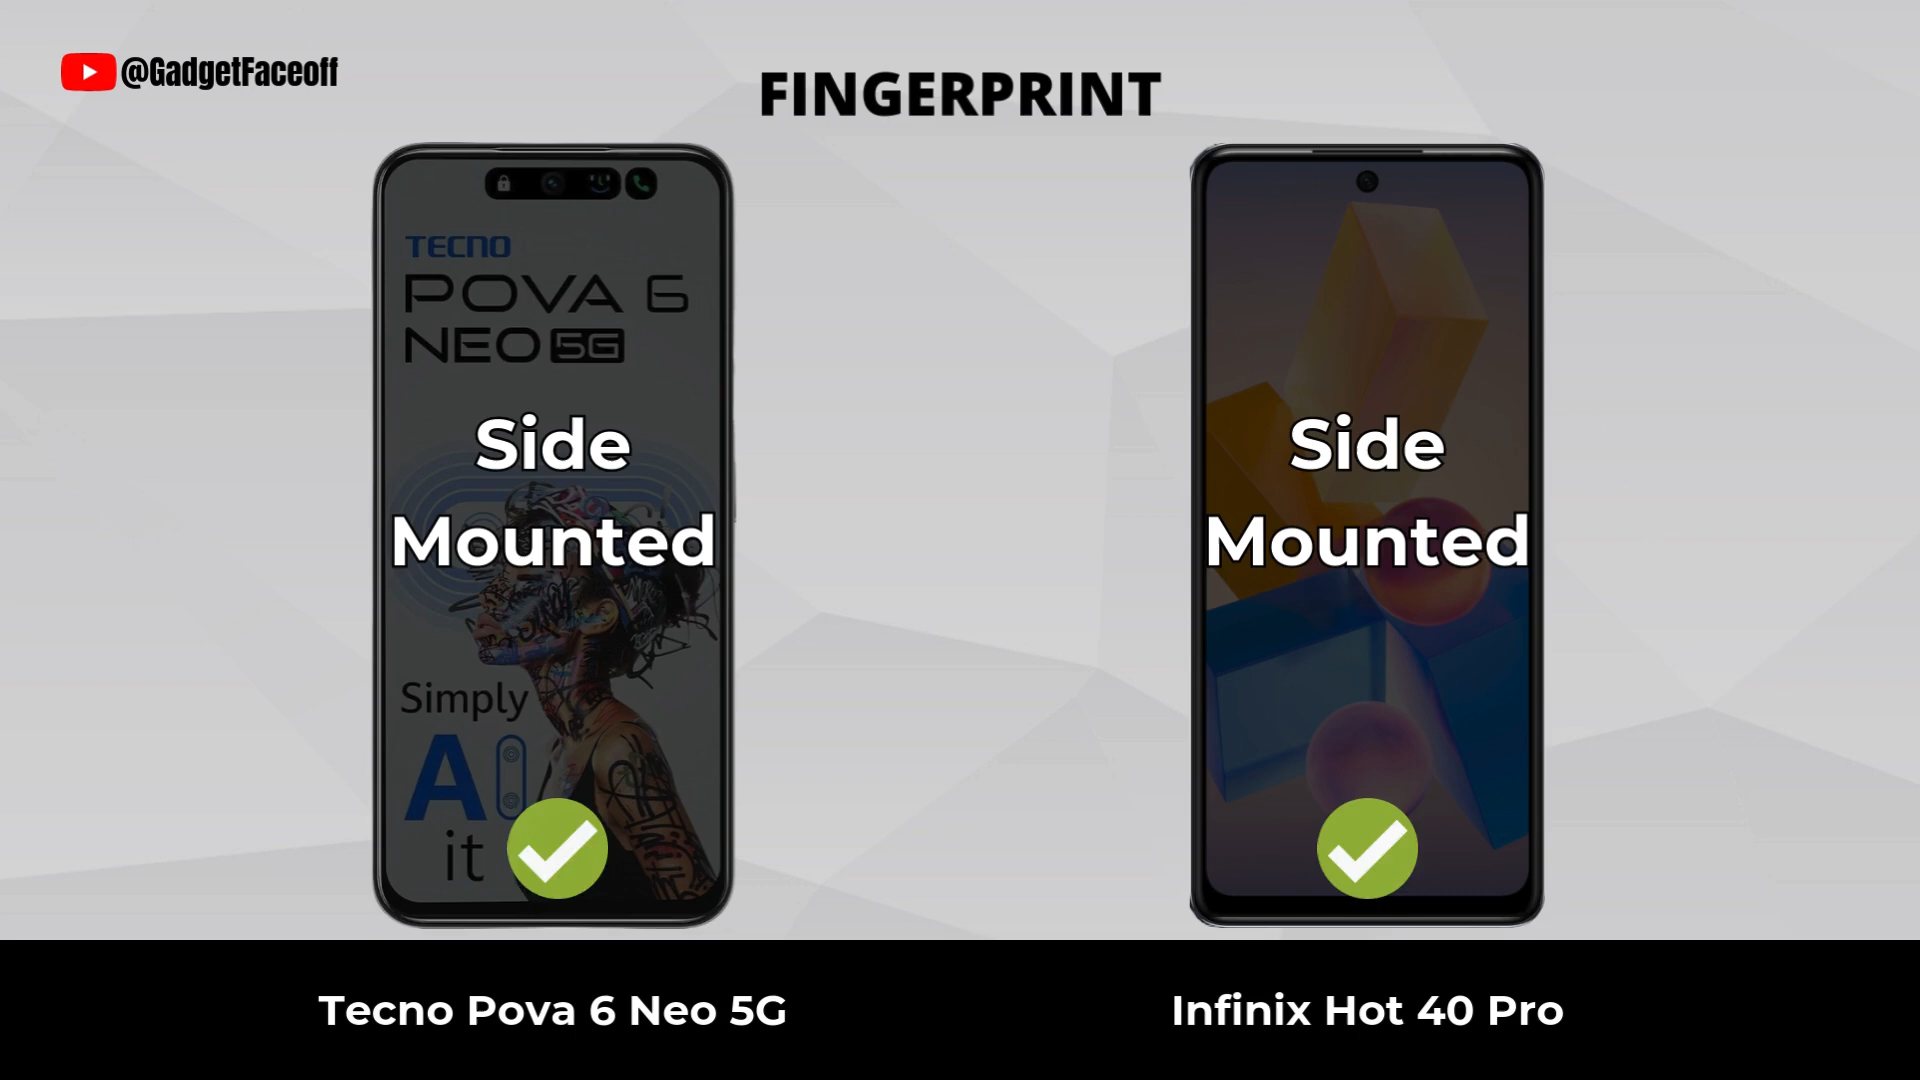 @GadgetFaceoff
FINGERPRINT
TECNO
POVA 6
NEO 5G
Side
Mounted
Simply
AI
it
Side
Mounted
Tecno Pova 6 Neo 5G
Infinix Hot 40 Pro